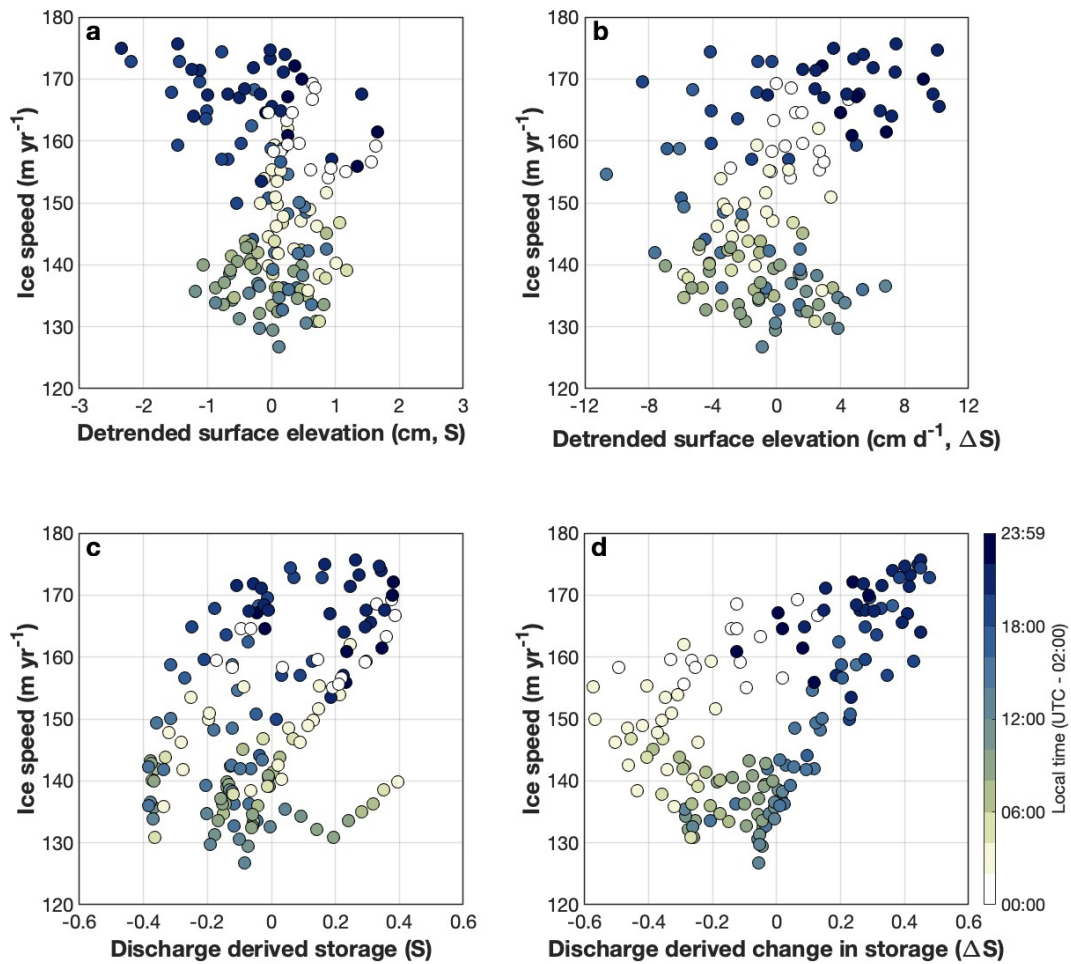 a
180
170
160
150
140
130
120
Ice speed (m yr⁻¹)
-3 -2 -1 0 1 2 3
Detrended surface elevation (cm, S)
b
180
170
160
150
140
130
120
Ice speed (m yr⁻¹)
-12 -8 -4 0 4 8 12
Detrended surface elevation (cm d⁻¹, ΔS)
c
180
170
160
150
140
130
120
Ice speed (m yr⁻¹)
-0.6 -0.4 -0.2 0 0.2 0.4 0.6
Discharge derived storage (S)
d
180
170
160
150
140
130
120
Ice speed (m yr⁻¹)
-0.6 -0.4 -0.2 0 0.2 0.4 0.6
Discharge derived change in storage (ΔS)
23:59
18:00
12:00
06:00
00:00
Local time (UTC - 02:00)